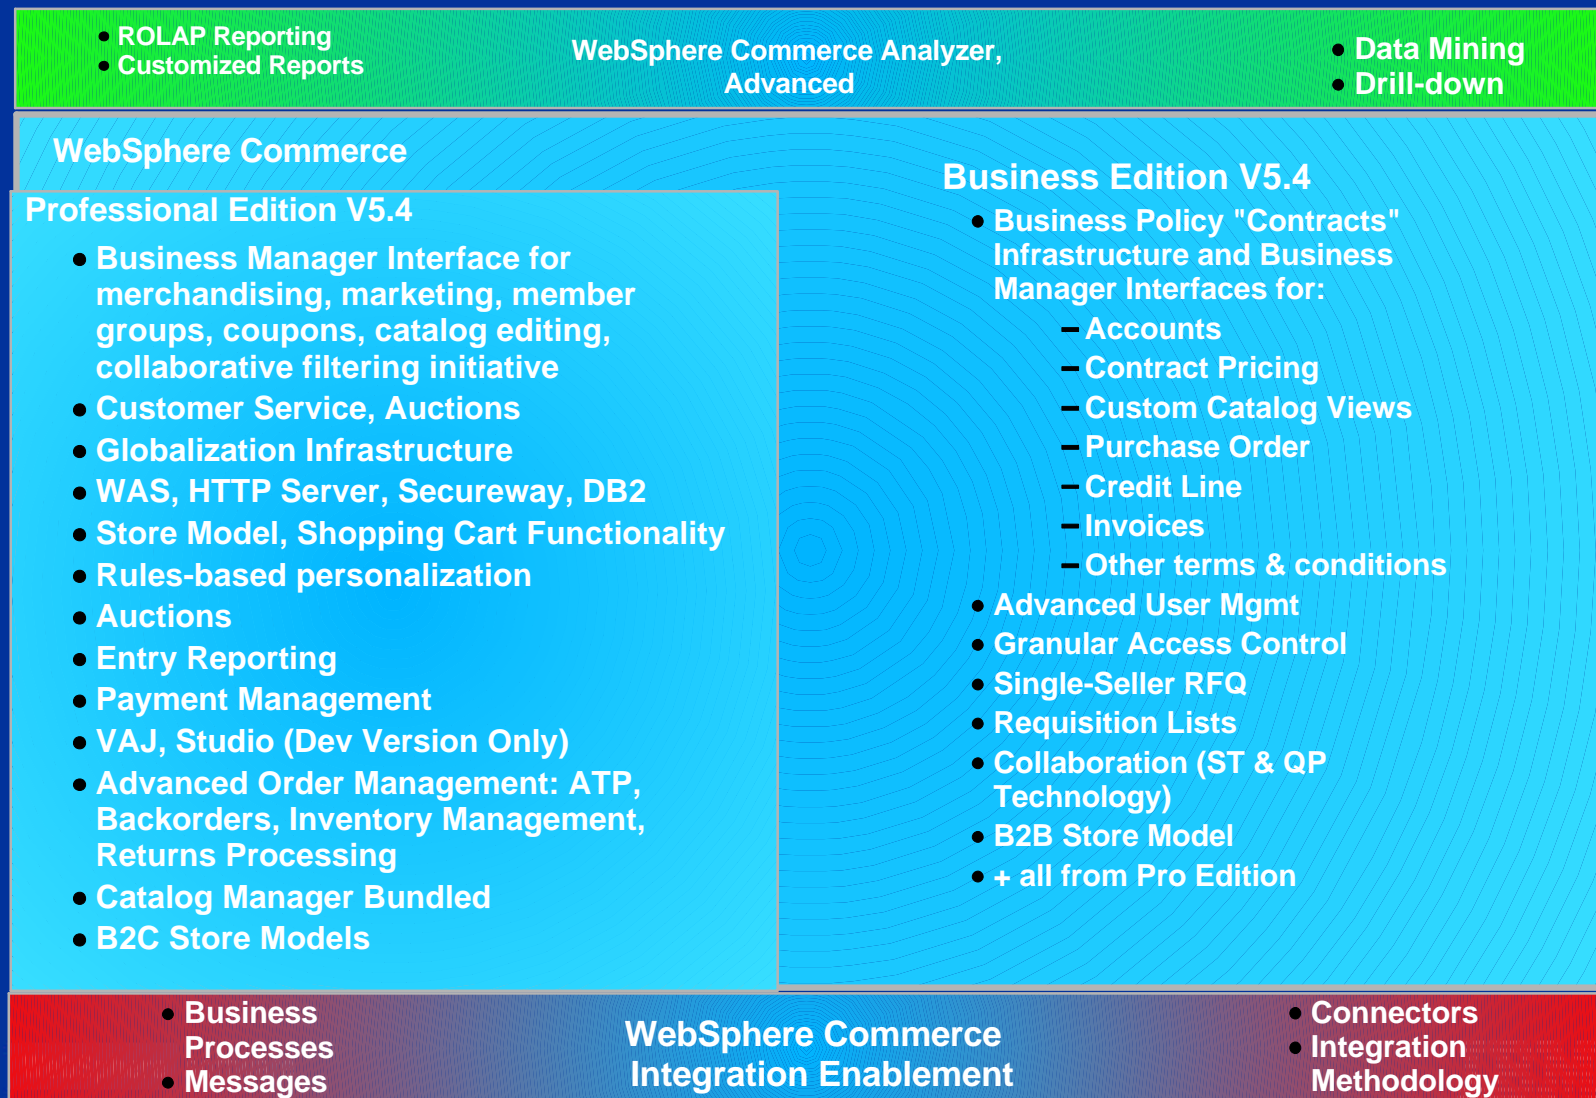 • ROLAP Reporting
• Customized Reports
WebSphere Commerce Analyzer,
Advanced
• Data Mining
• Drill-down
WebSphere Commerce
Professional Edition V5.4
• Business Manager Interface for
merchandising, marketing, member
groups, coupons, catalog editing,
collaborative filtering initiative
• Customer Service, Auctions
• Globalization Infrastructure
• WAS, HTTP Server, Secureway, DB2
• Store Model, Shopping Cart Functionality
• Rules-based personalization
• Auctions
• Entry Reporting
• Payment Management
• VAJ, Studio (Dev Version Only)
• Advanced Order Management: ATP,
Backorders, Inventory Management,
Returns Processing
• Catalog Manager Bundled
• B2C Store Models
Business Edition V5.4
• Business Policy "Contracts"
Infrastructure and Business
Manager Interfaces for:
– Accounts
– Contract Pricing
– Custom Catalog Views
– Purchase Order
– Credit Line
– Invoices
– Other terms & conditions
• Advanced User Mgmt
• Granular Access Control
• Single-Seller RFQ
• Requisition Lists
• Collaboration (ST & QP
Technology)
• B2B Store Model
• + all from Pro Edition
• Business
Processes
• Messages
WebSphere Commerce
Integration Enablement
• Connectors
• Integration
Methodology